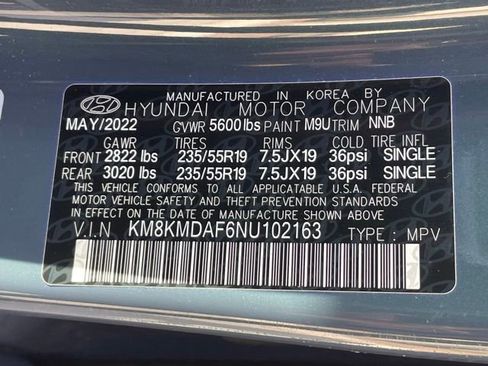 MANUFACTURED IN KOREA BY
HYUNDAI MOTOR COMPANY
MAY/2022 GVWR 5600 lbs PAINT M9U TRIM NNB
GAWR TIRES RIMS COLD TIRE INFL
FRONT 2822 lbs 235/55R19 7.5JX19 36psi SINGLE
REAR 3020 lbs 235/55R19 7.5JX19 36psi SINGLE
THIS VEHICLE CONFORMS TO ALL APPLICABLE U.S.A. FEDERAL
MOTOR VEHICLE SAFETY AND THEFT PREVENTION STANDARDS
IN EFFECT ON THE DATE OF MANUFACTURE SHOWN ABOVE.
V.I.N KM8KMDAF6NU102163 TYPE : MPV